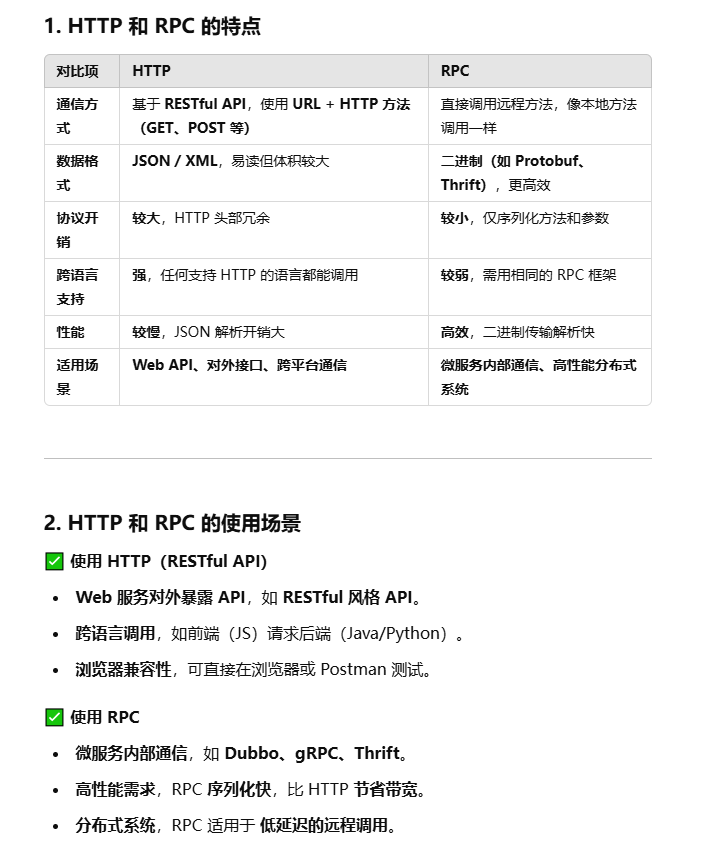 1. HTTP 和 RPC 的特点
对比项 HTTP RPC
通信方式 基于 RESTful API，使用 URL + HTTP 方法（GET、POST 等） 直接调用远程方法，像本地方法调用一样
数据格式 JSON / XML，易读但体积较大 二进制（如 Protobuf、Thrift），更高效
协议开销 较大，HTTP 头部冗余 较小，仅序列化方法和参数
跨语言支持 强，任何支持 HTTP 的语言都能调用 较弱，需用相同的 RPC 框架
性能 较慢，JSON 解析开销大 高效，二进制传输解析快
适用场景 Web API、对外接口、跨平台通信 微服务内部通信、高性能分布式系统
2. HTTP 和 RPC 的使用场景
✅ 使用 HTTP（RESTful API）
• Web 服务对外暴露 API，如 RESTful 风格 API。
• 跨语言调用，如前端（JS）请求后端（Java/Python）。
• 浏览器兼容性，可直接在浏览器或 Postman 测试。
✅ 使用 RPC
• 微服务内部通信，如 Dubbo、gRPC、Thrift。
• 高性能需求，RPC 序列化快，比 HTTP 节省带宽。
• 分布式系统，RPC 适用于 低延迟的远程调用。